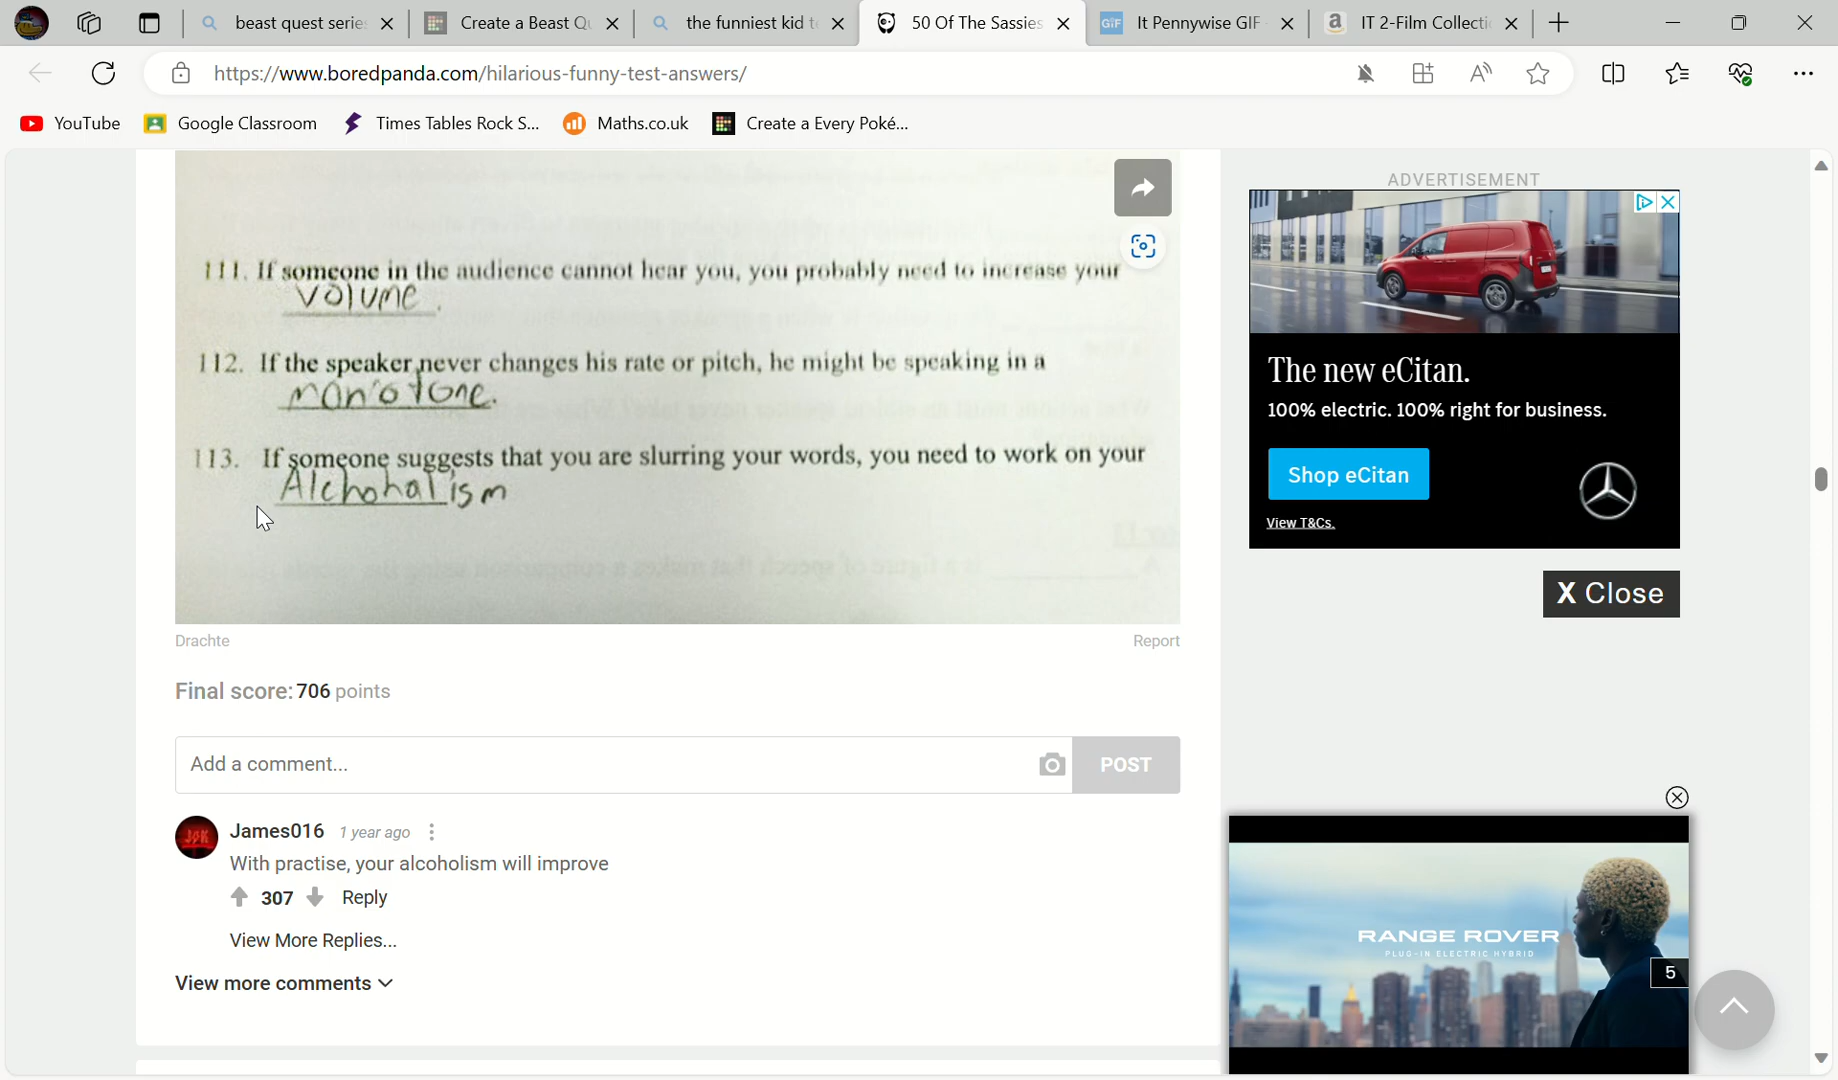 beast quest serie
Create a Beast Q
the funniest kid t
50 Of The Sassies
GIF
It Pennywise GIF
a
IT 2-Film Collecti
https://www.boredpanda.com/hilarious-funny-test-answers/
YouTube
Google Classroom
Times Tables Rock S...
Maths.co.uk
Create a Every Poké...
111. If someone in the audience cannot hear you, you probably need to increase your
volume.
112. If the speaker never changes his rate or pitch, he might be speaking in a
mon'otone.
113. If someone suggests that you are slurring your words, you need to work on your
Alchohalism
Drachte
Report
Final score: 706 points
Add a comment...
POST
James016 1 year ago
With practise, your alcoholism will improve
307 Reply
View More Replies...
View more comments
ADVERTISEMENT
The new eCitan.
100% electric. 100% right for business.
Shop eCitan
View T&Cs.
X Close
RANGE ROVER
PLUG-IN ELECTRIC HYBRID
5